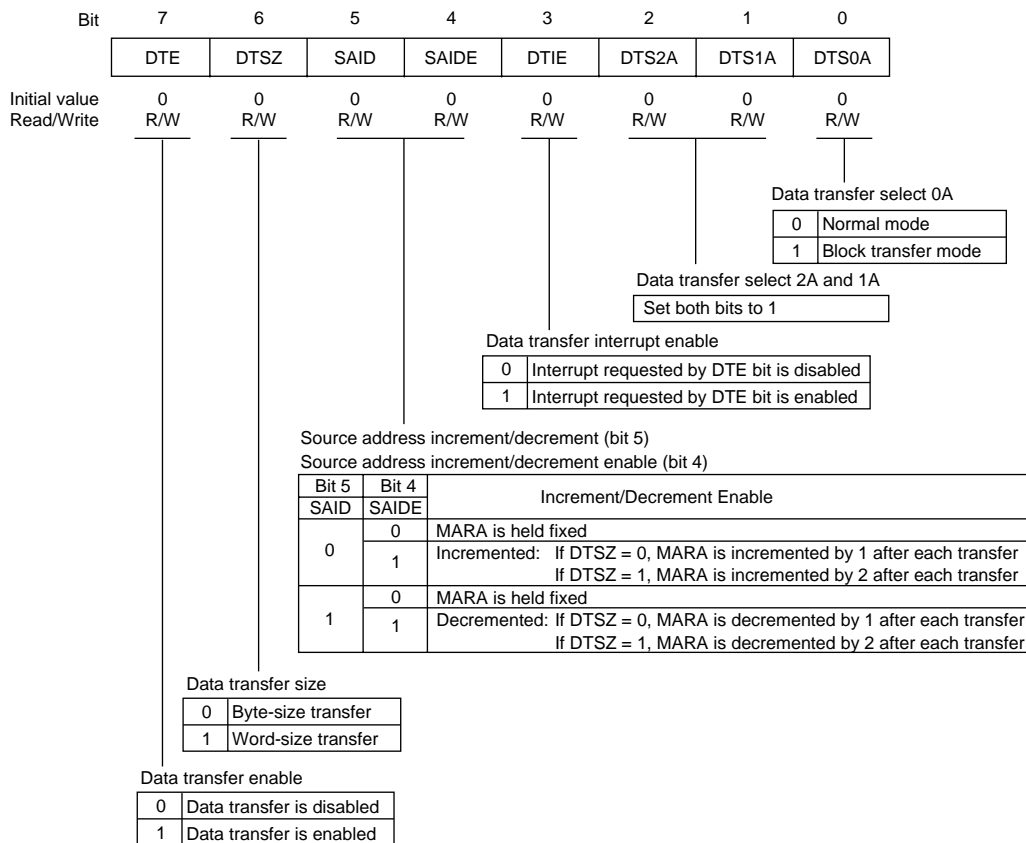 Bit 7 6 5 4 3 2 1 0
DTE DTSZ SAID SAIDE DTIE DTS2A DTS1A DTS0A
Initial value 0 0 0 0 0 0 0 0
Read/Write R/W R/W R/W R/W R/W R/W R/W R/W
Data transfer select 0A
0 Normal mode
1 Block transfer mode
Data transfer select 2A and 1A
Set both bits to 1
Data transfer interrupt enable
0 Interrupt requested by DTE bit is disabled
1 Interrupt requested by DTE bit is enabled
Source address increment/decrement (bit 5)
Source address increment/decrement enable (bit 4)
Bit 5 Bit 4 Increment/Decrement Enable
SAID SAIDE
0 0 MARA is held fixed
1 Incremented: If DTSZ = 0, MARA is incremented by 1 after each transfer
If DTSZ = 1, MARA is incremented by 2 after each transfer
1 0 MARA is held fixed
1 Decremented: If DTSZ = 0, MARA is decremented by 1 after each transfer
If DTSZ = 1, MARA is decremented by 2 after each transfer
Data transfer size
0 Byte-size transfer
1 Word-size transfer
Data transfer enable
0 Data transfer is disabled
1 Data transfer is enabled